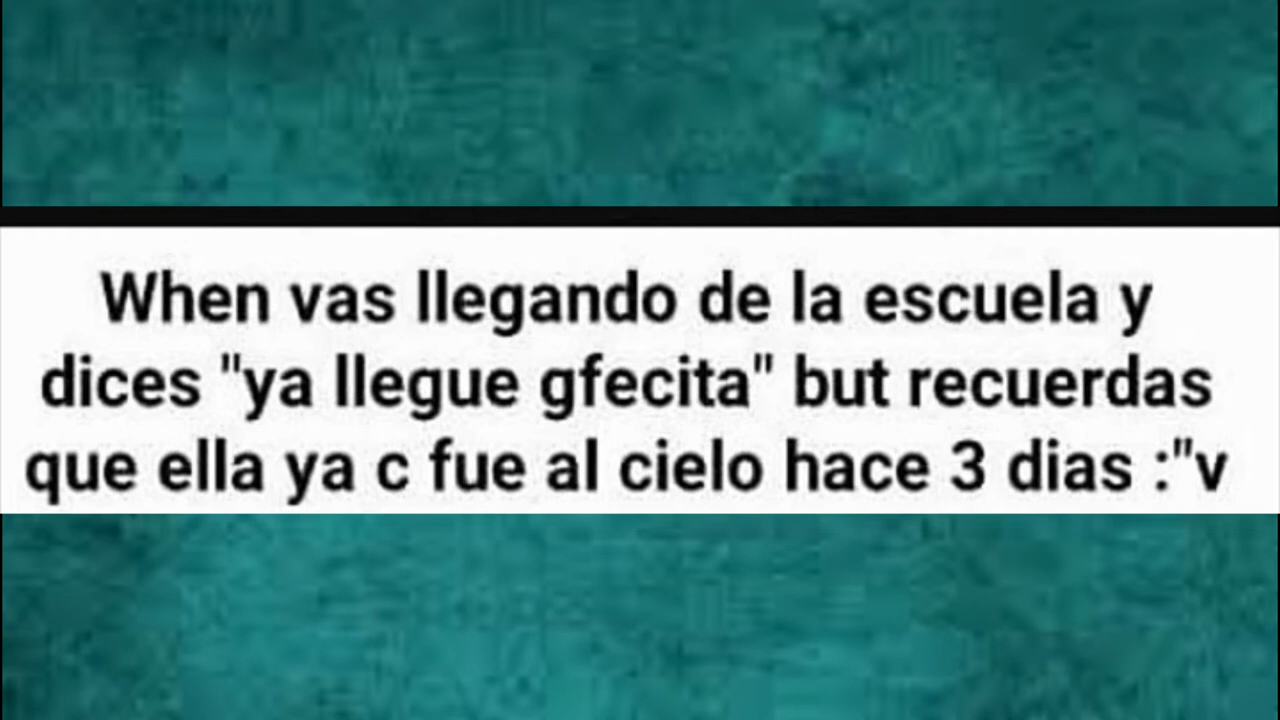 When vas llegando de la escuela y
dices "ya llegue gfecita" but recuerdas
que ella ya c fue al cielo hace 3 dias :"v